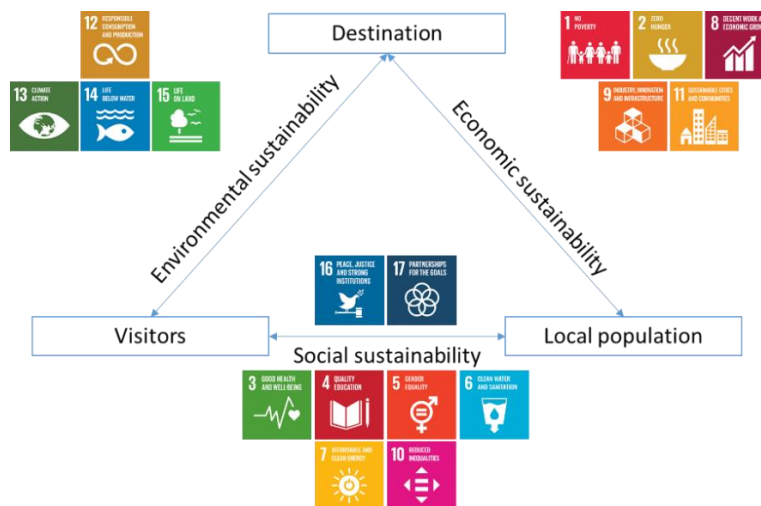 12 RESPONSIBLE
CONSUMPTION
AND PRODUCTION
13 CLIMATE
ACTION
14 LIFE
BELOW WATER
15 LIFE
ON LAND
Destination
1 NO
POVERTY
2 ZERO
HUNGER
8 DECENT WORK
ECONOMIC
9 INDUSTRY, INNOVATION
AND INFRASTRUCTURE
11 SUSTAINABLE CITIES
AND COMMUNITIES
Environmental sustainability
Economic sustainability
16 PEACE, JUSTICE
AND STRONG
INSTITUTIONS
17 PARTNERSHIPS
FOR THE GOALS
Visitors
Local population
Social sustainability
3 GOOD HEALTH
AND WELL-BEING
4 QUALITY
EDUCATION
5 GENDER
EQUALITY
6 CLEAN WATER
AND SANITATION
7 AFFORDABLE AND
CLEAN ENERGY
10 REDUCED
INEQUALITIES